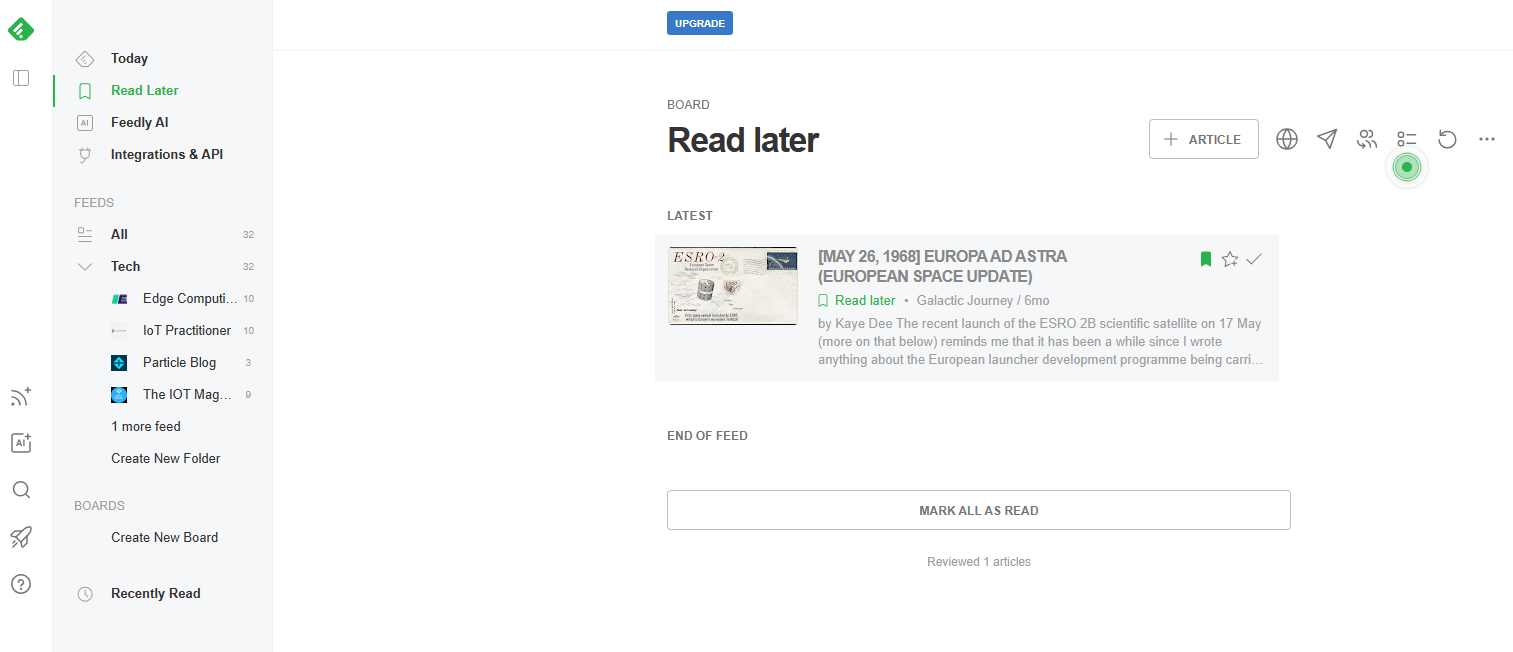 UPGRADE
Today
Read Later
AI
Feedly AI
Integrations & API
FEEDS
All 32
Tech 32
Edge Computi... 10
IoT Practitioner 10
Particle Blog 3
The IOT Mag... 9
1 more feed
Create New Folder
BOARDS
Create New Board
Recently Read
AI
BOARD
Read later
ARTICLE
LATEST
ESRO-2
[MAY 26, 1968] EUROPA AD ASTRA
(EUROPEAN SPACE UPDATE)
Read later • Galactic Journey / 6mo
by Kaye Dee The recent launch of the ESRO 2B scientific satellite on 17 May
(more on that below) reminds me that it has been a while since I wrote
anything about the European launcher development programme being carri...
END OF FEED
MARK ALL AS READ
Reviewed 1 articles